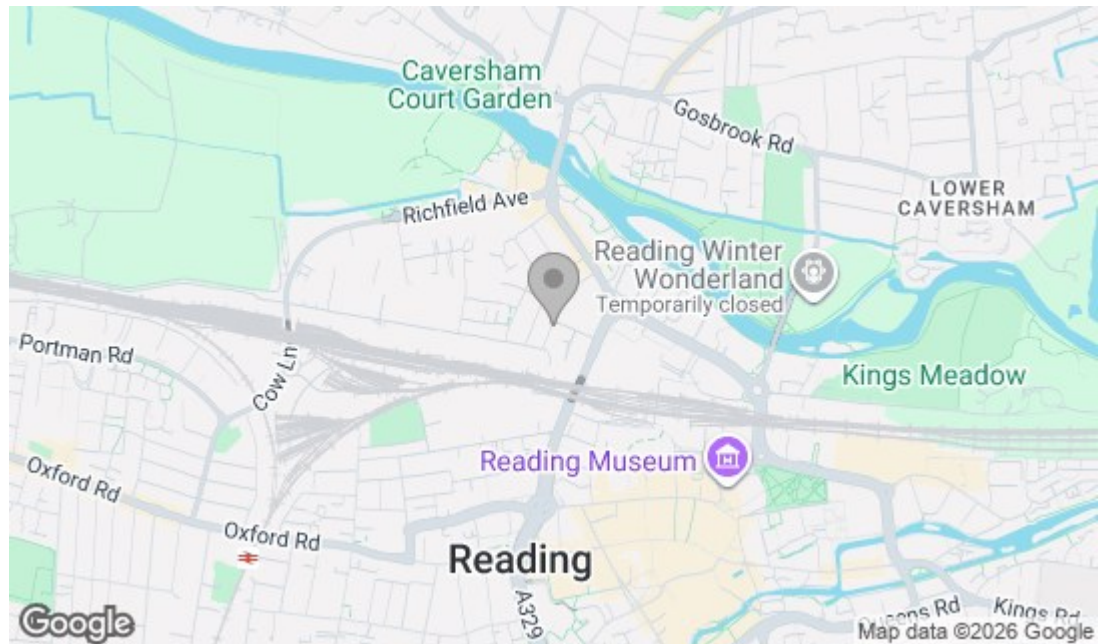 Caversham
Court Garden
Gosbrook Rd
LOWER
CAVERSHAM
Richfield Ave
Reading Winter
Wonderland
Temporarily closed
Portman Rd
Cow Ln
Kings Meadow
Reading Museum
Oxford Rd
Oxford Rd
Reading
A329
Queens Rd
Kings Rd
Google
Map data ©2026 Google